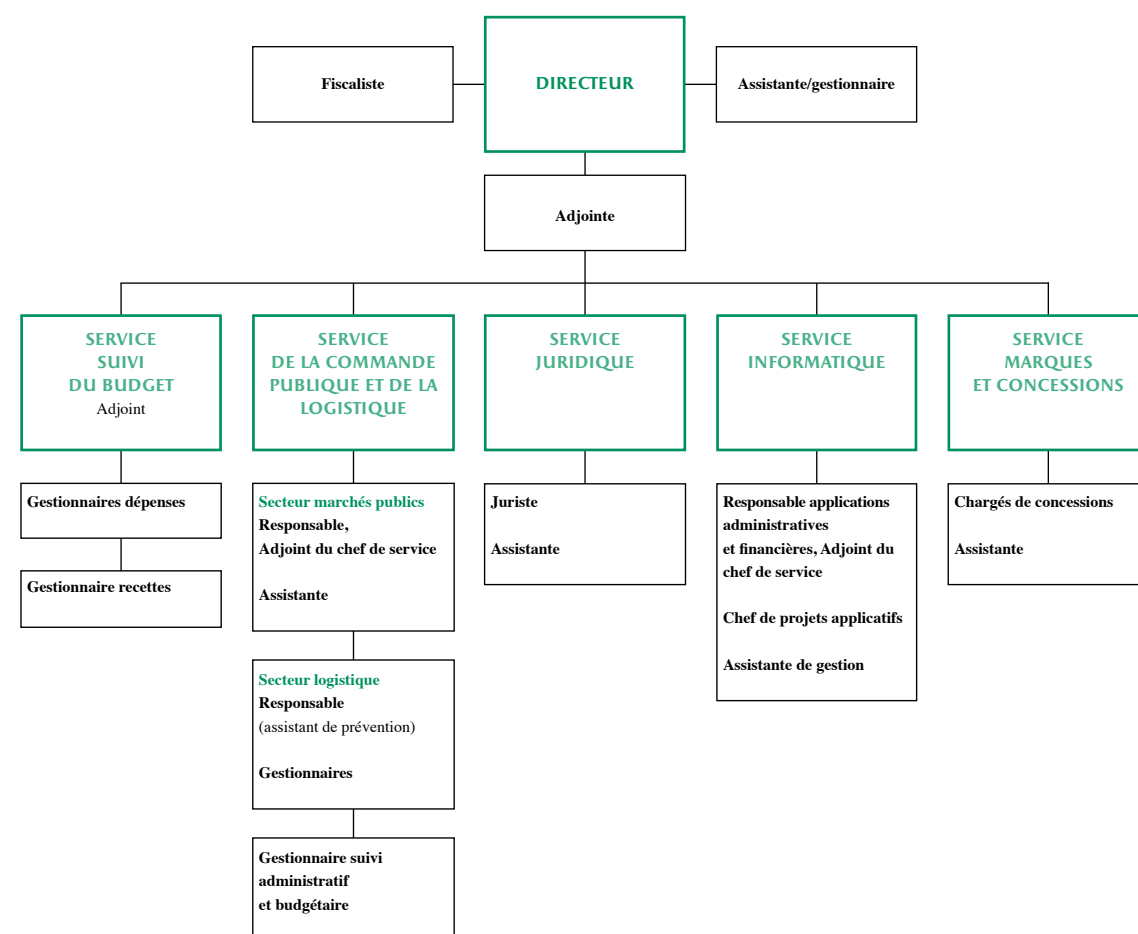 Fiscaliste
DIRECTEUR
Assistante/gestionnaire
Adjointe
SERVICE
SUIVI
DU BUDGET
Adjoint
SERVICE
DE LA COMMANDE
PUBLIQUE ET DE LA
LOGISTIQUE
SERVICE
JURIDIQUE
SERVICE
INFORMATIQUE
SERVICE
MARQUES
ET CONCESSIONS
Gestionnaires dépenses
Gestionnaire recettes
Secteur marchés publics
Responsable,
Adjoint du chef de service
Assistante
Secteur logistique
Responsable
(assistant de prévention)
Gestionnaires
Gestionnaire suivi
administratif
et budgétaire
Juriste
Assistante
Responsable applications
administratives
et financières, Adjoint du
chef de service
Chef de projets applicatifs
Assistante de gestion
Chargés de concessions
Assistante